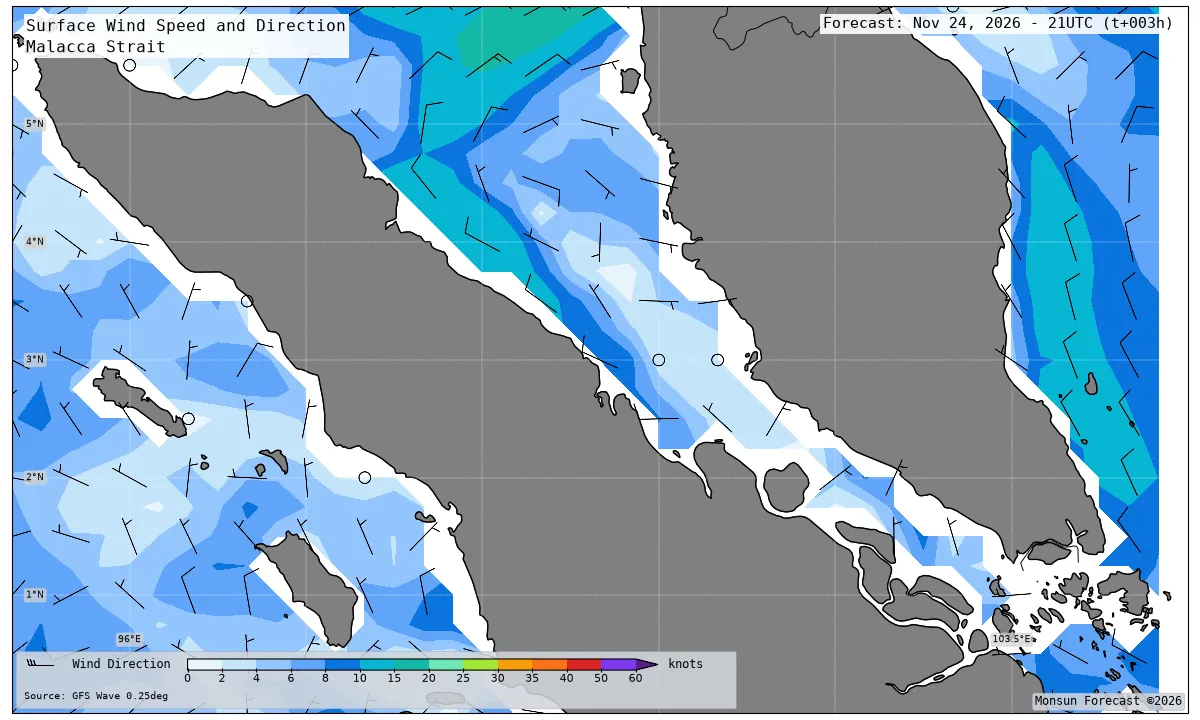 Surface Wind Speed and Direction
Malacca Strait
Forecast: Nov 24, 2026 - 21UTC (t+003h)
5°N
4°N
3°N
2°N
1°N
96°E
103.5°E
Wind Direction
0 2 4 6 8 10 15 20 25 30 35 40 50 60
knots
Source: GFS Wave 0.25deg
Monsun Forecast ©2026